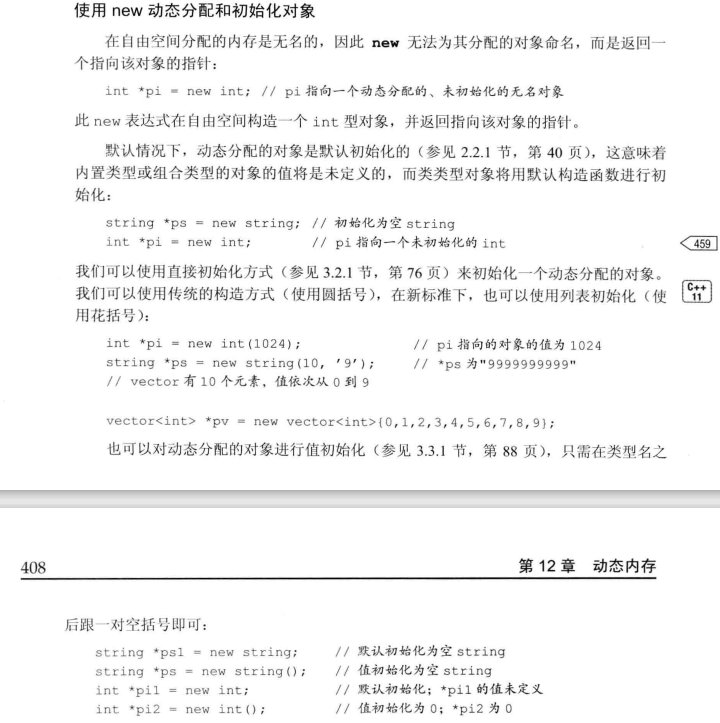 使用 new 动态分配和初始化对象
在自由空间分配的内存是无名的，因此 new 无法为其分配的对象命名，而是返回一
个指向该对象的指针：
int *pi = new int; // pi 指向一个动态分配的、未初始化的无名对象
此 new 表达式在自由空间构造一个 int 型对象，并返回指向该对象的指针。
默认情况下，动态分配的对象是默认初始化的（参见 2.2.1 节，第 40 页），这意味着
内置类型或组合类型的对象的值将是未定义的，而类类型对象将用默认构造函数进行初
始化：
string *ps = new string; // 初始化为空 string
int *pi = new int; // pi 指向一个未初始化的 int
459
我们可以使用直接初始化方式（参见 3.2.1 节，第 76 页）来初始化一个动态分配的对象。
我们可以使用传统的构造方式（使用圆括号），在新标准下，也可以使用列表初始化（使
C++
11
用花括号）：
int *pi = new int(1024); // pi 指向的对象的值为 1024
string *ps = new string(10, '9'); // *ps 为"9999999999"
// vector 有 10 个元素，值依次从 0 到 9
vector<int> *pv = new vector<int>{0,1,2,3,4,5,6,7,8,9};
也可以对动态分配的对象进行值初始化（参见 3.3.1 节，第 88 页），只需在类型名之
408 第 12 章 动态内存
后跟一对空括号即可：
string *ps1 = new string; // 默认初始化为空 string
string *ps = new string(); // 值初始化为空 string
int *pi1 = new int; // 默认初始化；*pi1 的值未定义
int *pi2 = new int(); // 值初始化为 0；*pi2 为 0